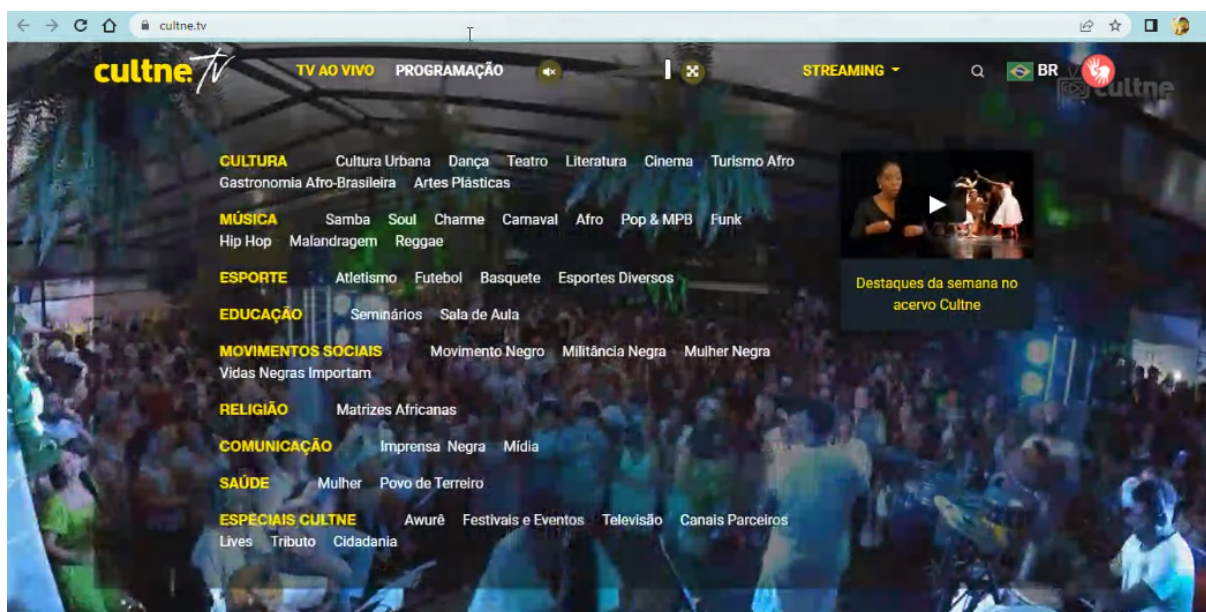 cultne.tv
cultne.TV TV AO VIVO PROGRAMAÇÃO STREAMING BR
cultne
CULTURA Cultura Urbana Dança Teatro Literatura Cinema Turismo Afro
Gastronomia Afro-Brasileira Artes Plásticas
MÚSICA Samba Soul Charme Carnaval Afro Pop & MPB Funk
Hip Hop Malandragem Reggae
ESPORTE Atletismo Futebol Basquete Esportes Diversos
EDUCAÇÃO Seminários Sala de Aula
MOVIMENTOS SOCIAIS Movimento Negro Militância Negra Mulher Negra
Vidas Negras Importam
RELIGIÃO Matrizes Africanas
COMUNICAÇÃO Imprensa Negra Mídia
SAÚDE Mulher Povo de Terreiro
ESPECIAIS CULTNE Awurê Festivais e Eventos Televisão Canais Parceiros
Lives Tributo Cidadania
Destaques da semana no
acervo Cultne